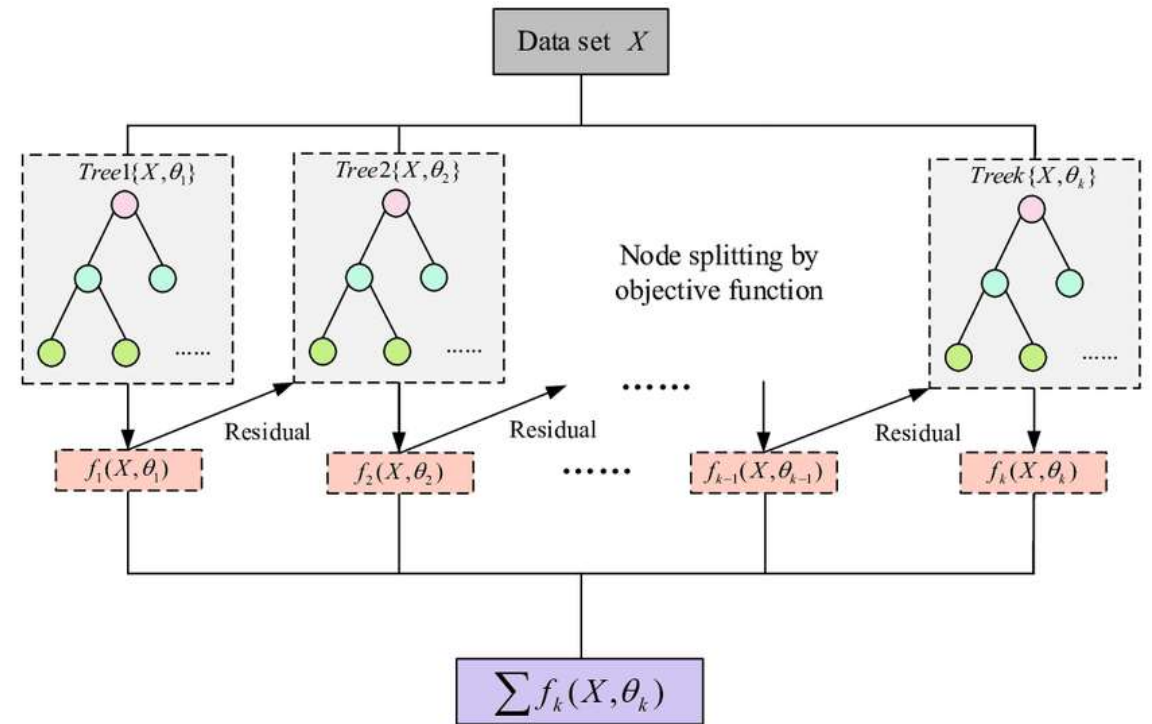 Data set X
Tree1{X,θ₁}
Tree2{X,θ₂}
Treek{X,θₖ}
Node splitting by
objective function
......
......
......
......
Residual
Residual
Residual
f₁(X,θ₁)
f₂(X,θ₂)
......
fₖ₋₁(X,θₖ₋₁)
fₖ(X,θₖ)
∑fₖ(X,θₖ)